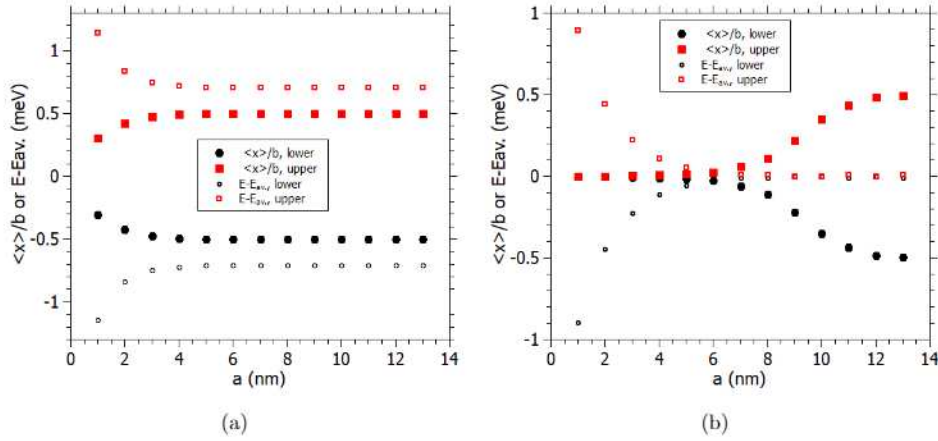 <x>/b or E-Eav. (meV)
1
0.5
0
-0.5
-1
<x>/b, lower
<x>/b, upper
E-Eav., lower
E-Eav., upper
0 2 4 6 8 10 12 14
a (nm)
(a)
<x>/b or E-Eav. (meV)
1
0.5
0
-0.5
-1
<x>/b, lower
<x>/b, upper
E-Eav., lower
E-Eav., upper
0 2 4 6 8 10 12 14
a (nm)
(b)